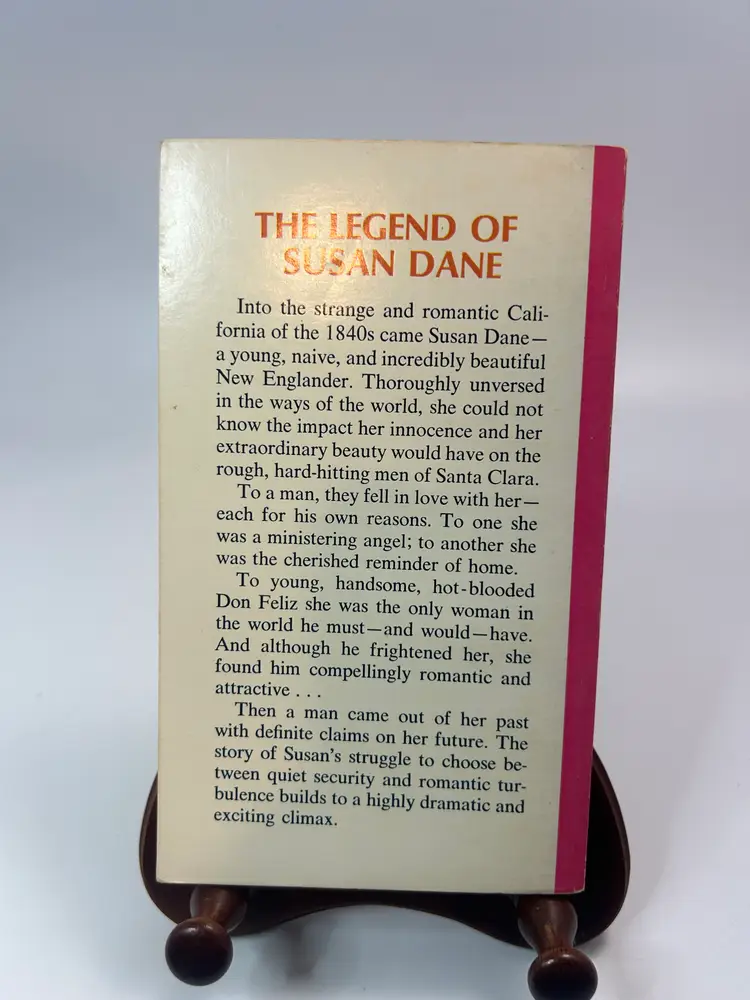 THE LEGEND OF
SUSAN DANE
Into the strange and romantic Cali-
fornia of the 1840s came Susan Dane—
a young, naive, and incredibly beautiful
New Englander. Thoroughly unversed
in the ways of the world, she could not
know the impact her innocence and her
extraordinary beauty would have on the
rough, hard-hitting men of Santa Clara.
To a man, they fell in love with her—
each for his own reasons. To one she
was a ministering angel; to another she
was the cherished reminder of home.
To young, handsome, hot-blooded
Don Feliz she was the only woman in
the world he must—and would—have.
And although he frightened her, she
found him compellingly romantic and
attractive . . .
Then a man came out of her past
with definite claims on her future. The
story of Susan's struggle to choose be-
tween quiet security and romantic tur-
bulence builds to a highly dramatic and
exciting climax.